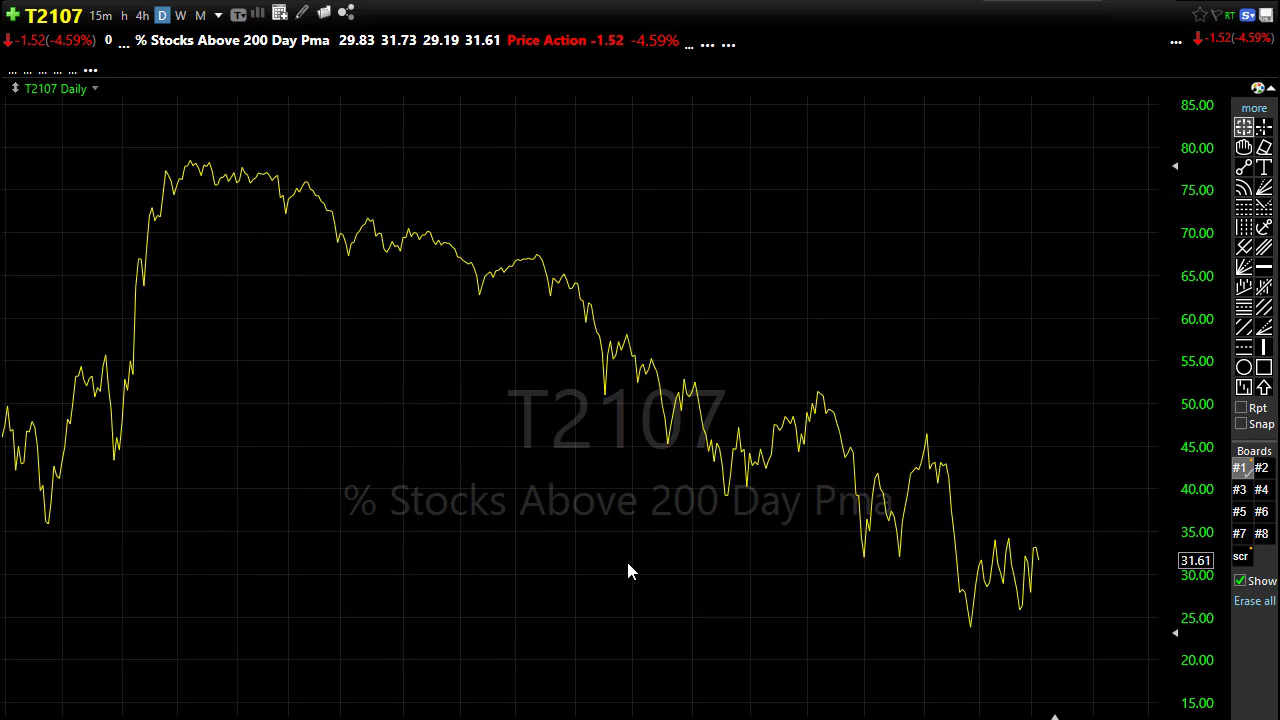 T2107 15m h 4h D W M T RT S
-1.52(-4.59%) 0 ... % Stocks Above 200 Day Pma 29.83 31.73 29.19 31.61 Price Action -1.52 -4.59% ... ... ... ... -1.52(-4.59%)
... ... ... ... ... ...
T2107 Daily
more
85.00
80.00
75.00
70.00
65.00
60.00
55.00
50.00
45.00
40.00
35.00
31.61
30.00
25.00
20.00
15.00
T2107
% Stocks Above 200 Day Pma
T
Rpt
Snap
Boards
#1 #2
#3 #4
#5 #6
#7 #8
scr
Show
Erase all